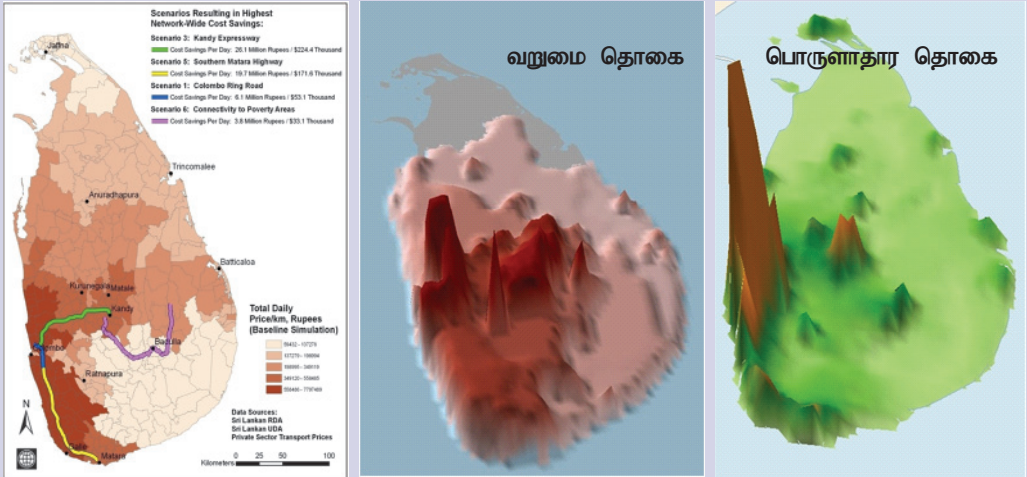 Scenarios Resulting in Highest
Network-Wide Cost Savings:
Scenario 3: Kandy Expressway
Cost Savings Per Day: 26.1 Million Rupees / $224.4 Thousand
Scenario 5: Southern Matara Highway
Cost Savings Per Day: 19.7 Million Rupees / $171.6 Thousand
Scenario 1: Colombo Ring Road
Cost Savings Per Day: 6.1 Million Rupees / $53.1 Thousand
Scenario 6: Connectivity to Poverty Areas
Cost Savings Per Day: 3.8 Million Rupees / $33.1 Thousand
Jaffna
Trincomalee
Anuradhapura
Batticaloa
Kurunegala
Matale
Kandy
Colombo
Badulla
Ratnapura
Galle
Matara
Total Daily
Price/km, Rupees
(Baseline Simulation)
Data Sources:
Sri Lankan RDA
Sri Lankan UDA
Private Sector Transport Prices
N
Kilometers
0 25 50 100
வறுமை தொகை
பொருளாதார தொகை